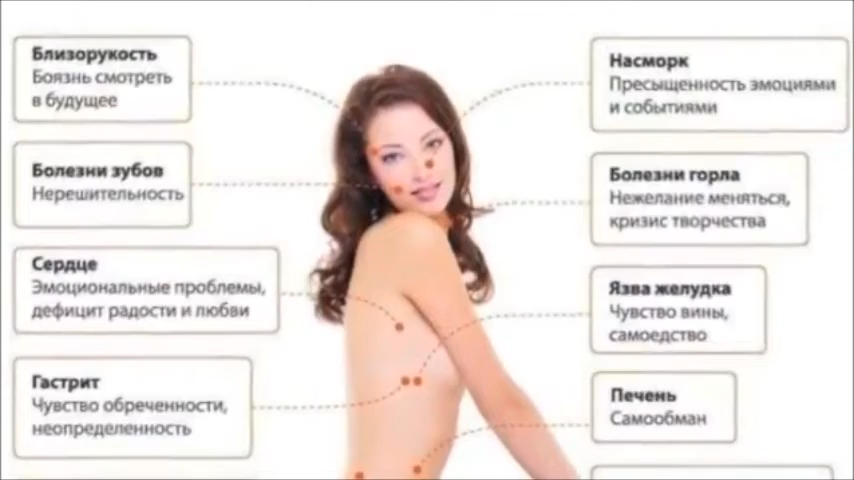 Близорукость
Боязнь смотреть
в будущее
Болезни зубов
Нерешительность
Сердце
Эмоциональные проблемы,
дефицит радости и любви
Гастрит
Чувство обреченности,
неопределенность
Насморк
Пресыщенность эмоциями
и событиями
Болезни горла
Нежелание меняться,
кризис творчества
Язва желудка
Чувство вины,
самоедство
Печень
Самообман